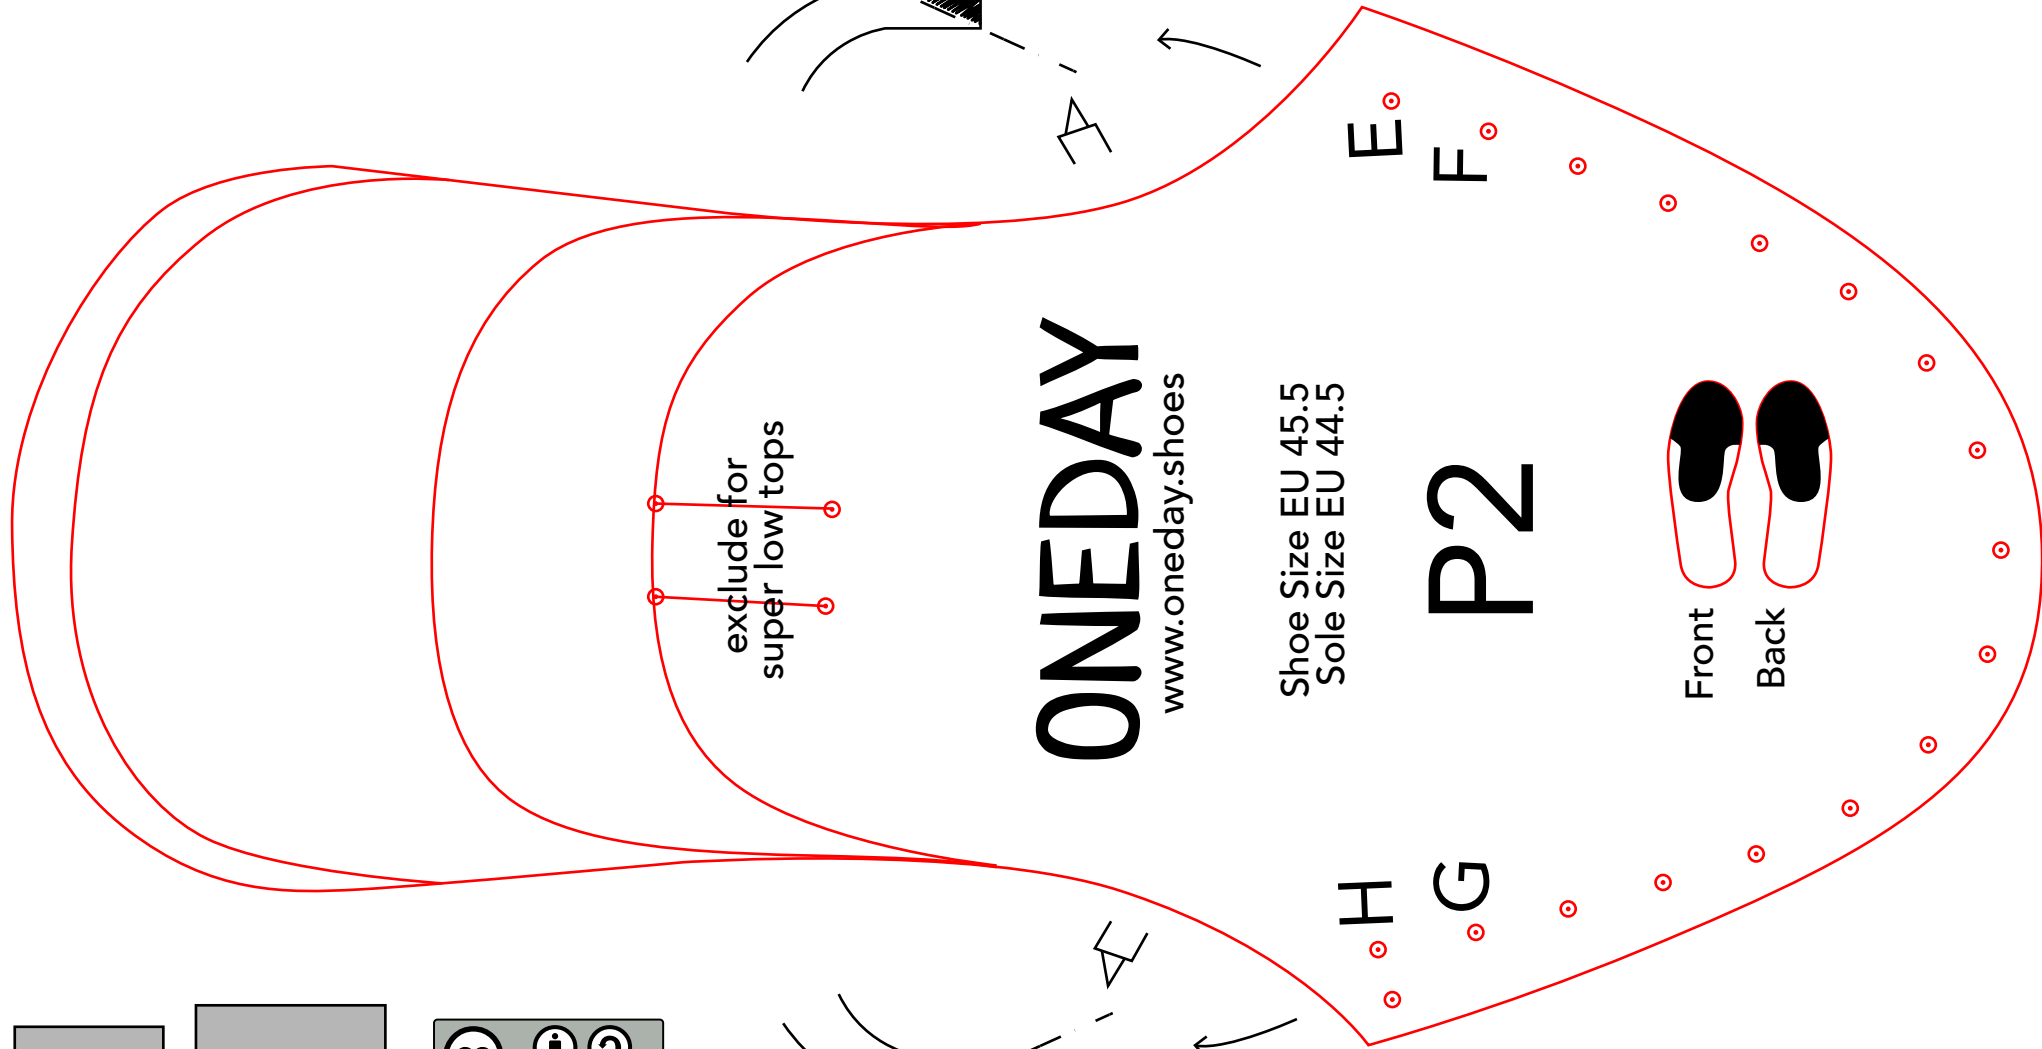 exclude for
super low tops
ONEDAY
www.oneday.shoes
Shoe Size EU 45.5
Sole Size EU 44.5
P2
E
F
G
H
Front
Back